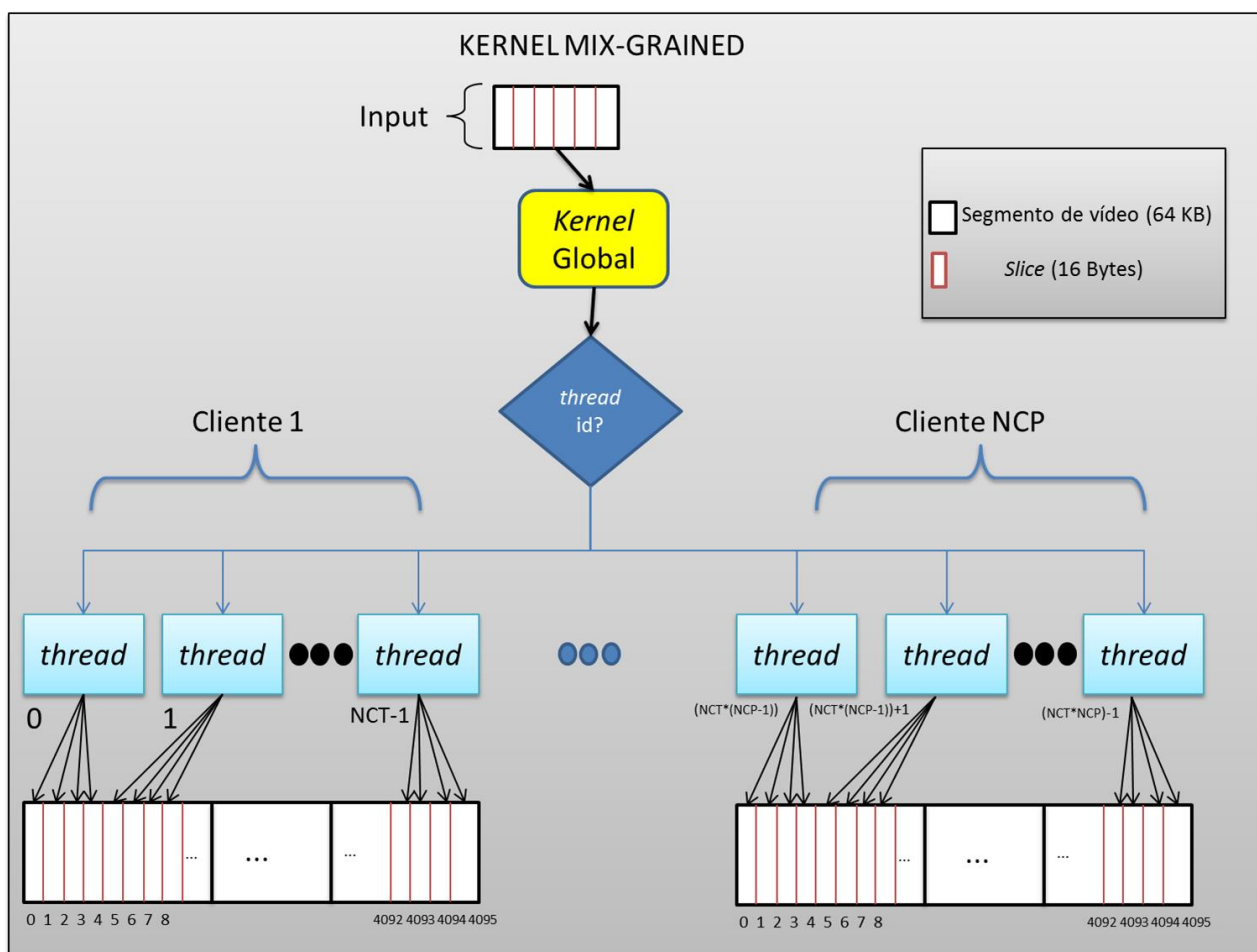 KERNEL MIX-GRAINED
Input
Kernel
Global
Segmento de vídeo (64 KB)
Slice (16 Bytes)
thread
id?
Cliente 1
Cliente NCP
thread
thread
thread
thread
thread
thread
0
1
NCT-1
(NCT*(NCP-1))
(NCT*(NCP-1))+1
(NCT*NCP)-1
...
...
...
...
...
...
0 1 2 3 4 5 6 7 8
4092 4093 4094 4095
0 1 2 3 4 5 6 7 8
4092 4093 4094 4095